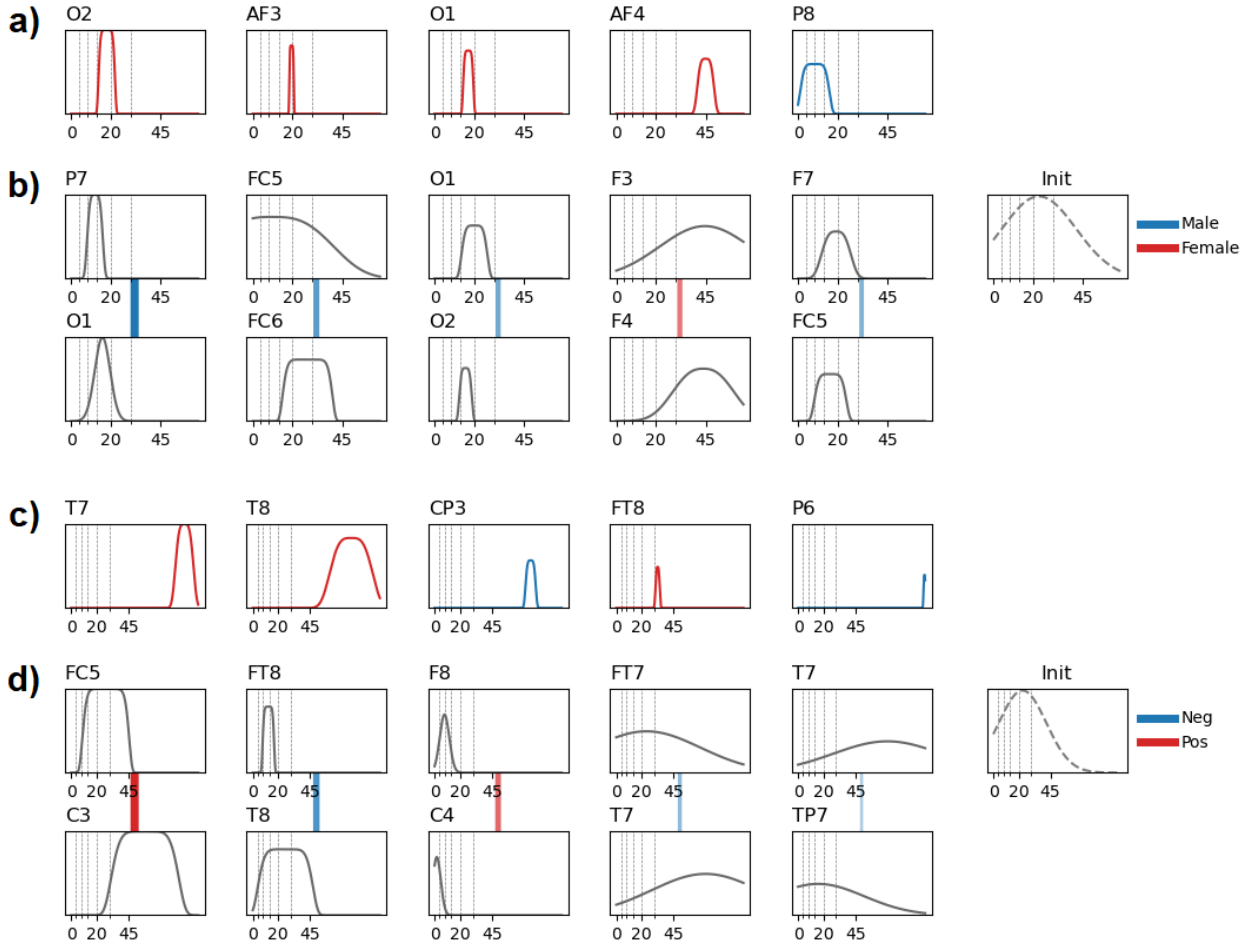 a) O2 AF3 O1 AF4 P8
0 20 45 0 20 45 0 20 45 0 20 45 0 20 45
b) P7 FC5 O1 F3 F7 Init
Male
Female
0 20 45 0 20 45 0 20 45 0 20 45 0 20 45 0 20 45
O1 FC6 O2 F4 FC5
0 20 45 0 20 45 0 20 45 0 20 45 0 20 45
c) T7 T8 CP3 FT8 P6
0 20 45 0 20 45 0 20 45 0 20 45 0 20 45
d) FC5 FT8 F8 FT7 T7 Init
Neg
Pos
0 20 45 0 20 45 0 20 45 0 20 45 0 20 45 0 20 45
C3 T8 C4 T7 TP7
0 20 45 0 20 45 0 20 45 0 20 45 0 20 45